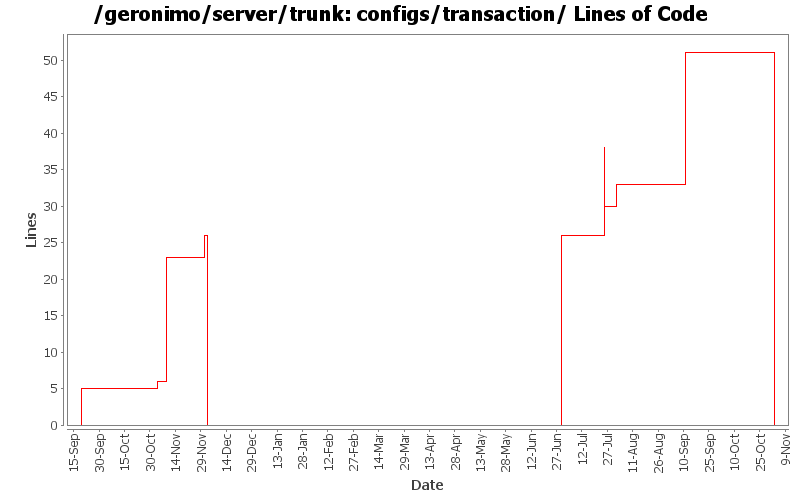 /geronimo/server/trunk: configs/transaction/ Lines of Code
Lines
50
45
40
35
30
25
20
15
10
5
0
15-Sep
30-Sep
15-Oct
30-Oct
14-Nov
29-Nov
14-Dec
29-Dec
13-Jan
28-Jan
12-Feb
27-Feb
14-Mar
29-Mar
13-Apr
28-Apr
13-May
28-May
12-Jun
27-Jun
12-Jul
27-Jul
11-Aug
26-Aug
10-Sep
25-Sep
10-Oct
25-Oct
9-Nov
Date